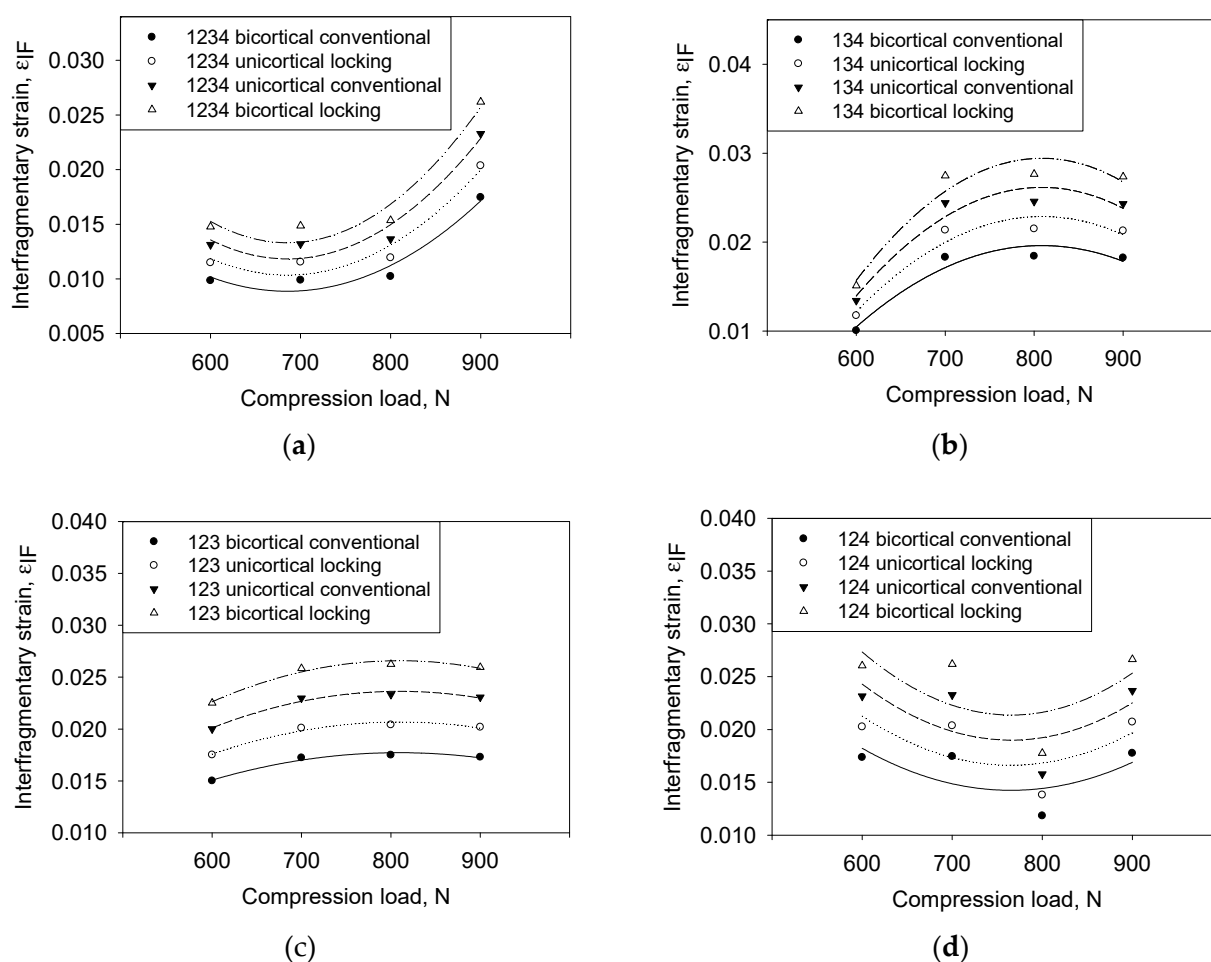 1234 bicortical conventional
1234 unicortical locking
1234 unicortical conventional
1234 bicortical locking
Interfragmentary strain, εIF
0.030
0.025
0.020
0.015
0.010
0.005
600 700 800 900
Compression load, N
(a)
134 bicortical conventional
134 unicortical locking
134 unicortical conventional
134 bicortical locking
Interfragmentary strain, εIF
0.04
0.03
0.02
0.01
600 700 800 900
Compression load, N
(b)
123 bicortical conventional
123 unicortical locking
123 unicortical conventional
123 bicortical locking
Interfragmentary strain, εIF
0.040
0.035
0.030
0.025
0.020
0.015
0.010
600 700 800 900
Compression load, N
(c)
124 bicortical conventional
124 unicortical locking
124 unicortical conventional
124 bicortical locking
Interfragmentary strain, εIF
0.040
0.035
0.030
0.025
0.020
0.015
0.010
600 700 800 900
Compression load, N
(d)